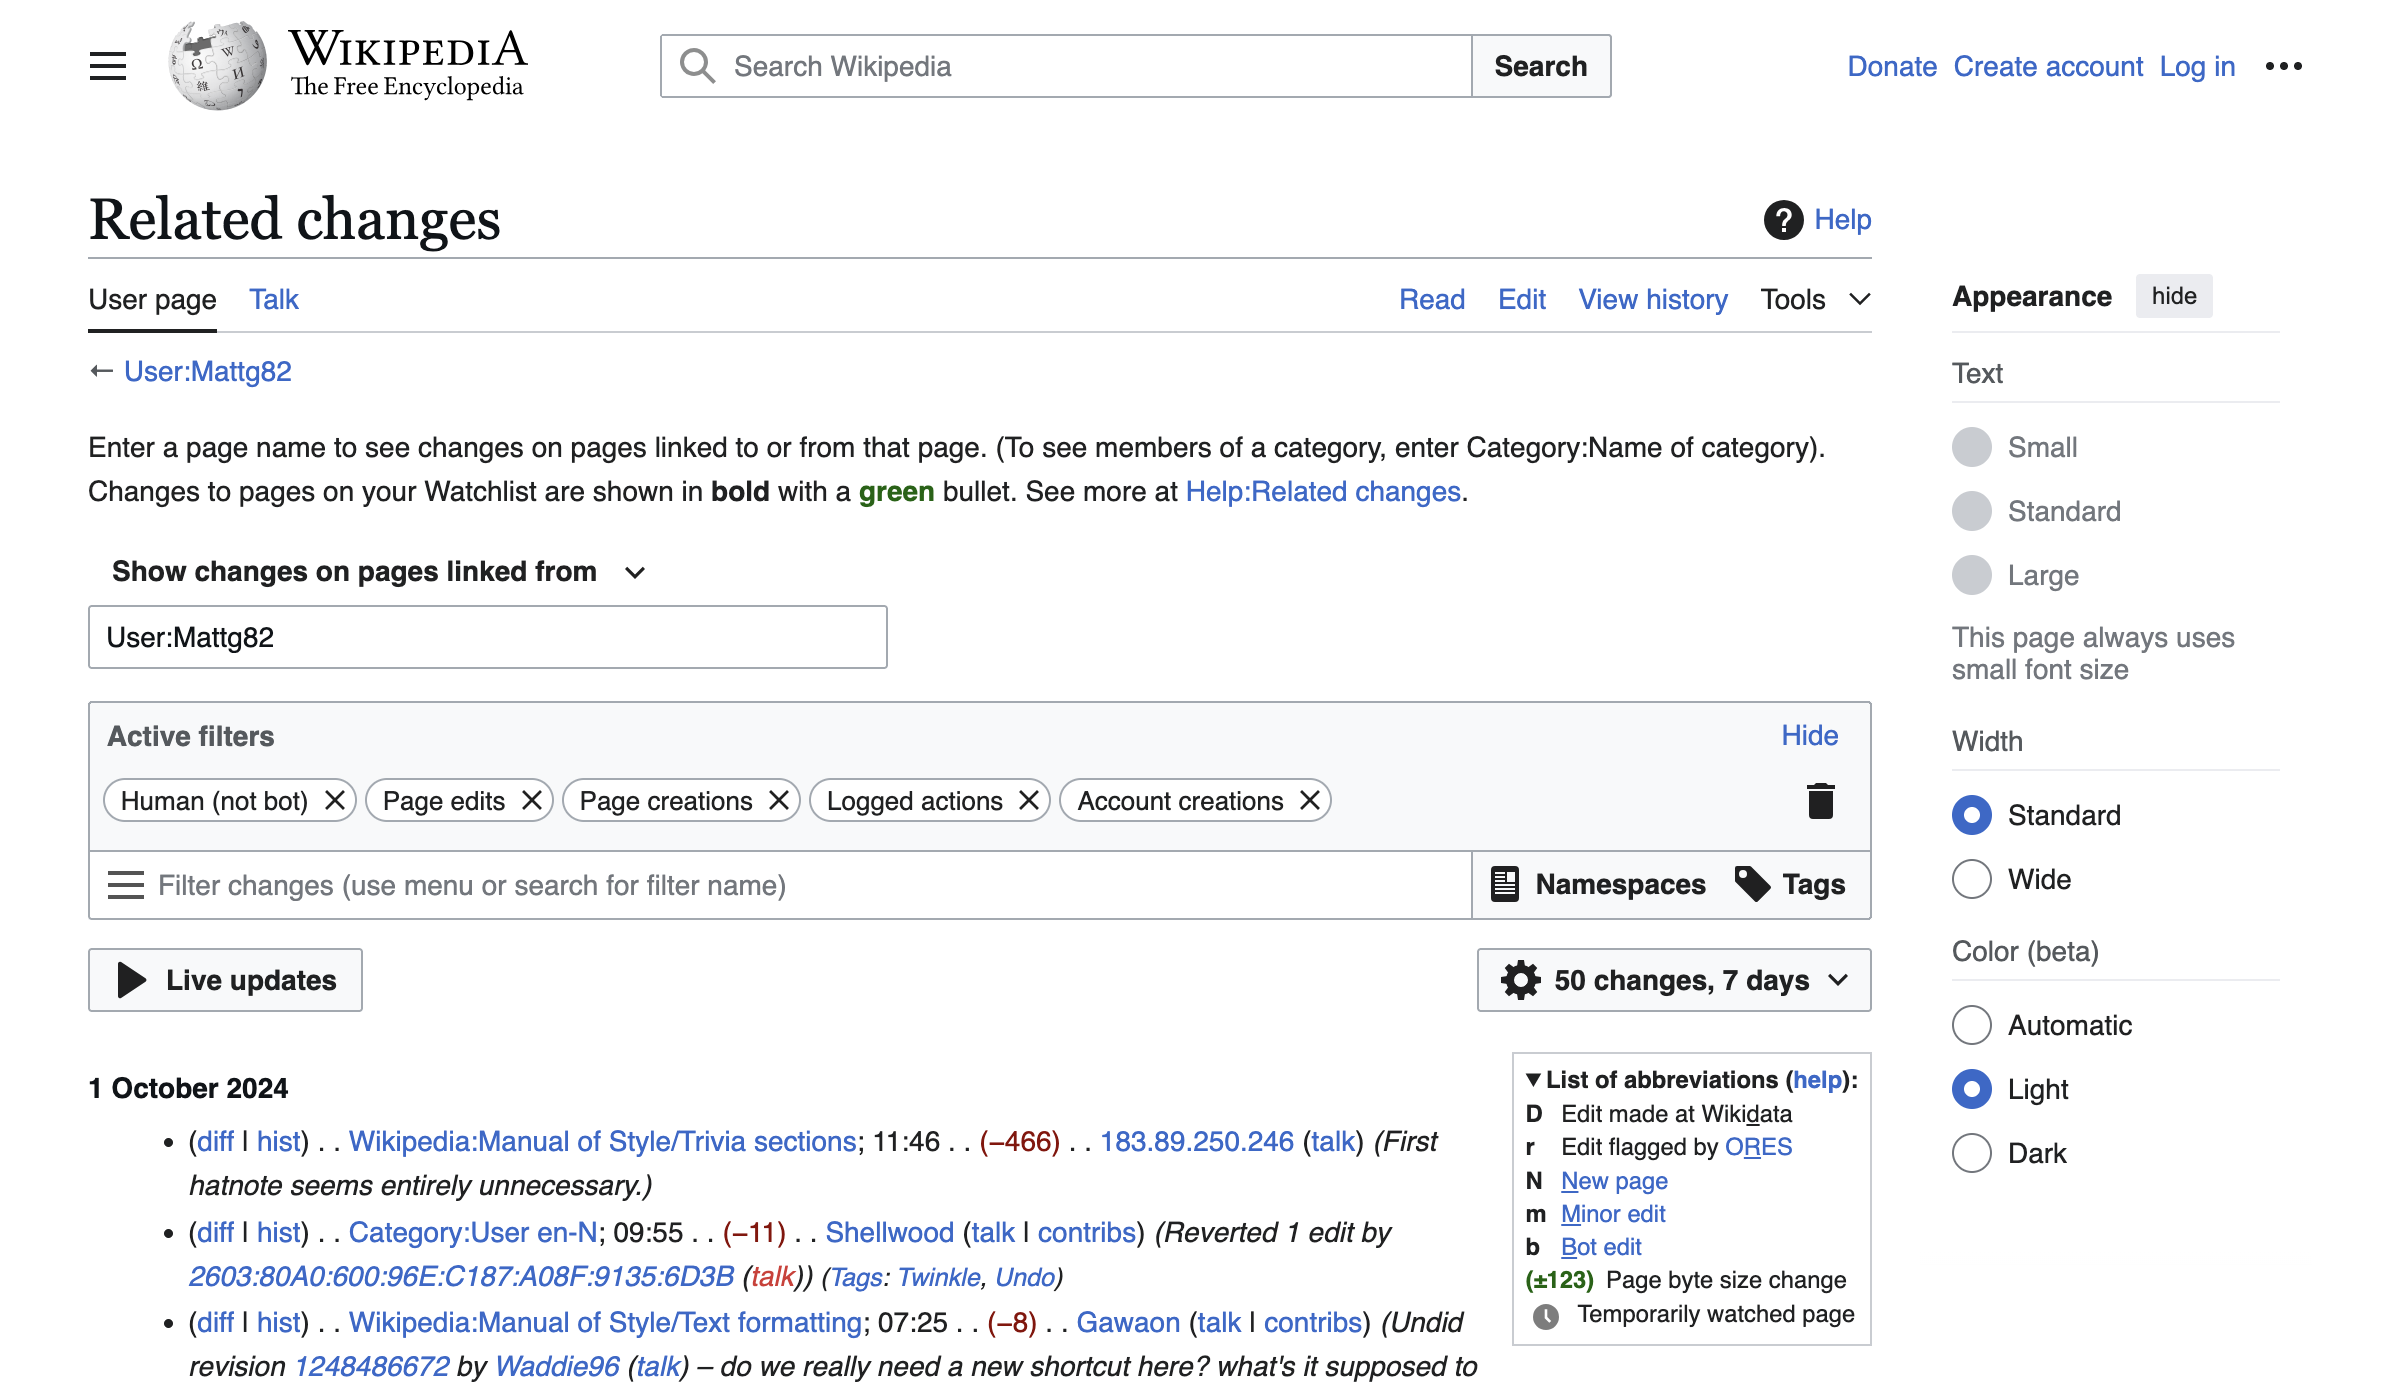 WIKIPEDIA
The Free Encyclopedia
Search Wikipedia
Search
Donate Create account Log in
Related changes
Help
User page Talk
Read Edit View history Tools
← User:Mattg82
Enter a page name to see changes on pages linked to or from that page. (To see members of a category, enter Category:Name of category).
Changes to pages on your Watchlist are shown in bold with a green bullet. See more at Help:Related changes.
Show changes on pages linked from
User:Mattg82
Active filters
Hide
Human (not bot) Page edits Page creations Logged actions Account creations
Filter changes (use menu or search for filter name)
Namespaces Tags
Live updates
50 changes, 7 days
1 October 2024
• (diff | hist) . . Wikipedia:Manual of Style/Trivia sections; 11:46 . . (−466) . . 183.89.250.246 (talk) (First
hatnote seems entirely unnecessary.)
• (diff | hist) . . Category:User en-N; 09:55 . . (−11) . . Shellwood (talk | contribs) (Reverted 1 edit by
2603:80A0:600:96E:C187:A08F:9135:6D3B (talk)) (Tags: Twinkle, Undo)
• (diff | hist) . . Wikipedia:Manual of Style/Text formatting; 07:25 . . (−8) . . Gawaon (talk | contribs) (Undid
revision 1248486672 by Waddie96 (talk) – do we really need a new shortcut here? what's it supposed to
▼ List of abbreviations (help):
D Edit made at Wikidata
r Edit flagged by ORES
N New page
m Minor edit
b Bot edit
(±123) Page byte size change
Temporarily watched page
Appearance hide
Text
Small
Standard
Large
This page always uses
small font size
Width
Standard
Wide
Color (beta)
Automatic
Light
Dark